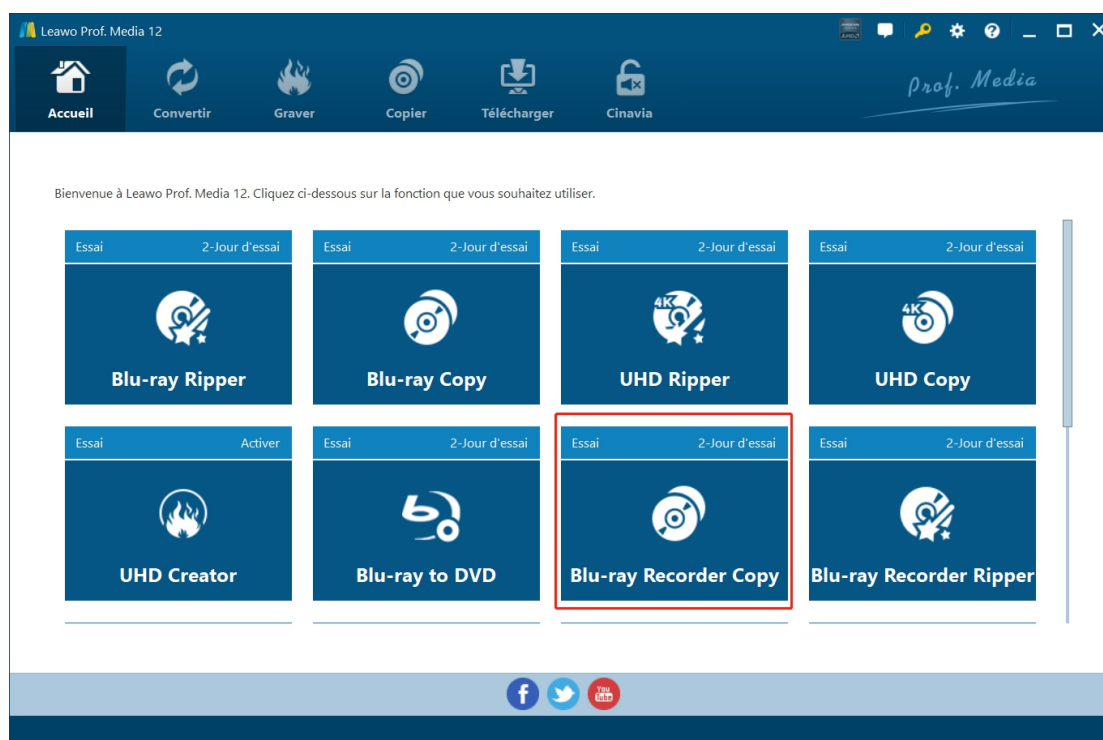 Leawo Prof. Media 12
Accueil Convertir Graver Copier Télécharger Cinavia
Prof. Media
Bienvenue à Leawo Prof. Media 12. Cliquez ci-dessous sur la fonction que vous souhaitez utiliser.
Essai 2-Jour d'essai Essai 2-Jour d'essai Essai 2-Jour d'essai Essai 2-Jour d'essai
4K 4K
Blu-ray Ripper Blu-ray Copy UHD Ripper UHD Copy
Essai Activer Essai 2-Jour d'essai Essai 2-Jour d'essai Essai 2-Jour d'essai
UHD Creator Blu-ray to DVD Blu-ray Recorder Copy Blu-ray Recorder Ripper
You
Tube